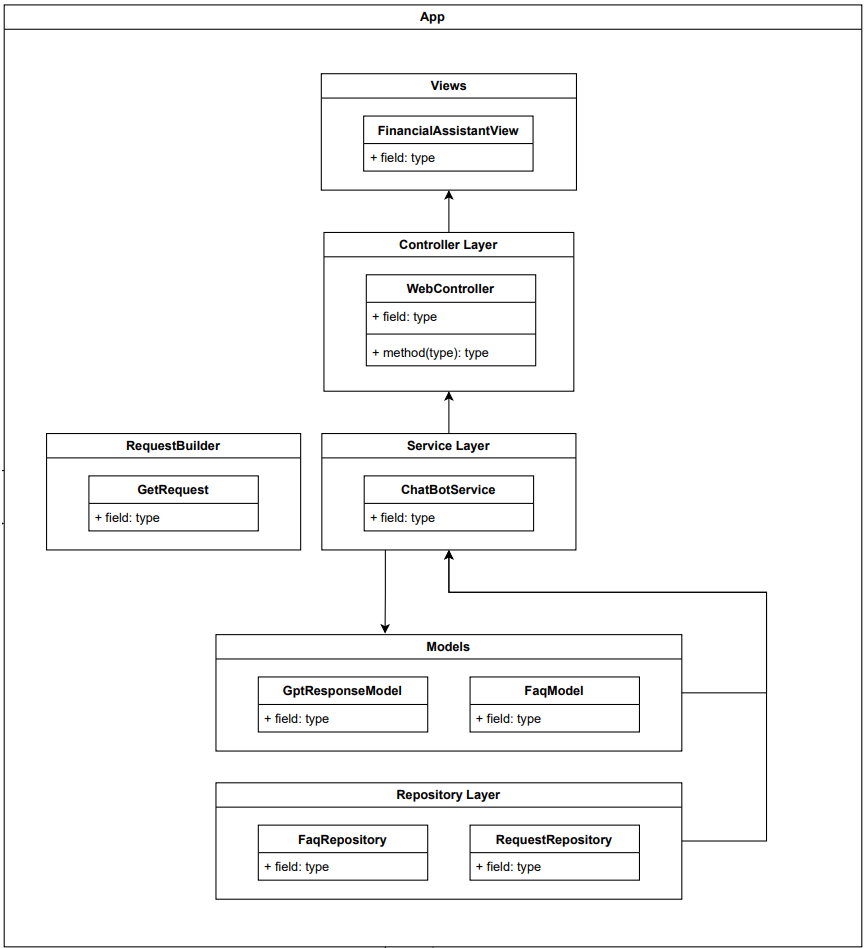 App
Views
FinancialAssistantView
+ field: type
Controller Layer
WebController
+ field: type
+ method(type): type
RequestBuilder
GetRequest
+ field: type
Service Layer
ChatBotService
+ field: type
Models
GptResponseModel
+ field: type
FaqModel
+ field: type
Repository Layer
FaqRepository
+ field: type
RequestRepository
+ field: type